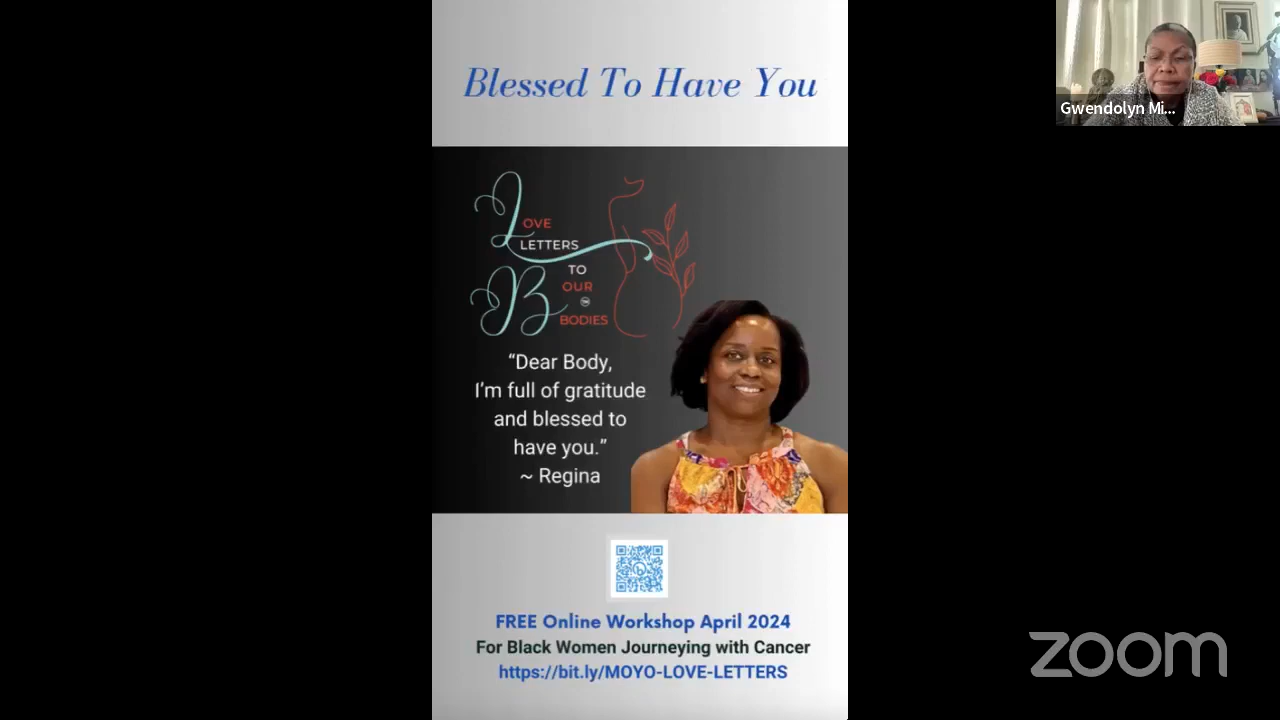 Blessed To Have You
LOVE
LETTERS
TO
OUR
BODIES
“Dear Body,
I’m full of gratitude
and blessed to
have you.”
~ Regina
FREE Online Workshop April 2024
For Black Women Journeying with Cancer
https://bit.ly/MOYO-LOVE-LETTERS
Gwendolyn Mi...
zoom